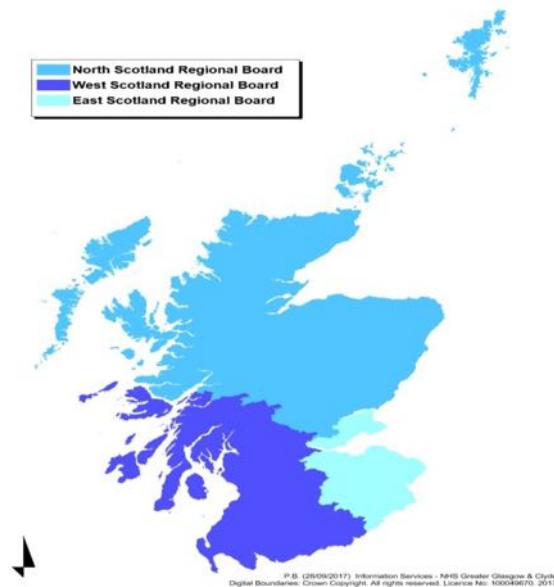 North Scotland Regional Board
West Scotland Regional Board
East Scotland Regional Board
P.B. (28/09/2017) Information Services - NHS Greater Glasgow & Clyde
Digital Boundaries: Crown Copyright. All rights reserved. Licence No: 100049670. 2017